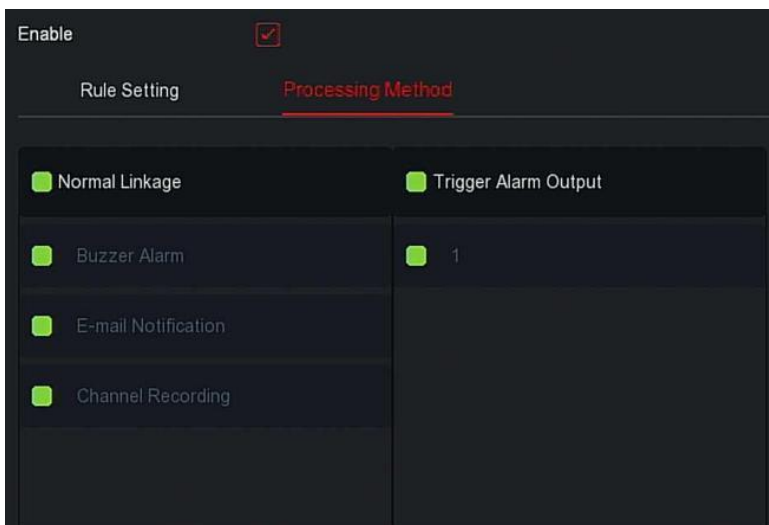 Enable
Rule Setting Processing Method
Normal Linkage Trigger Alarm Output
Buzzer Alarm 1
E-mail Notification
Channel Recording